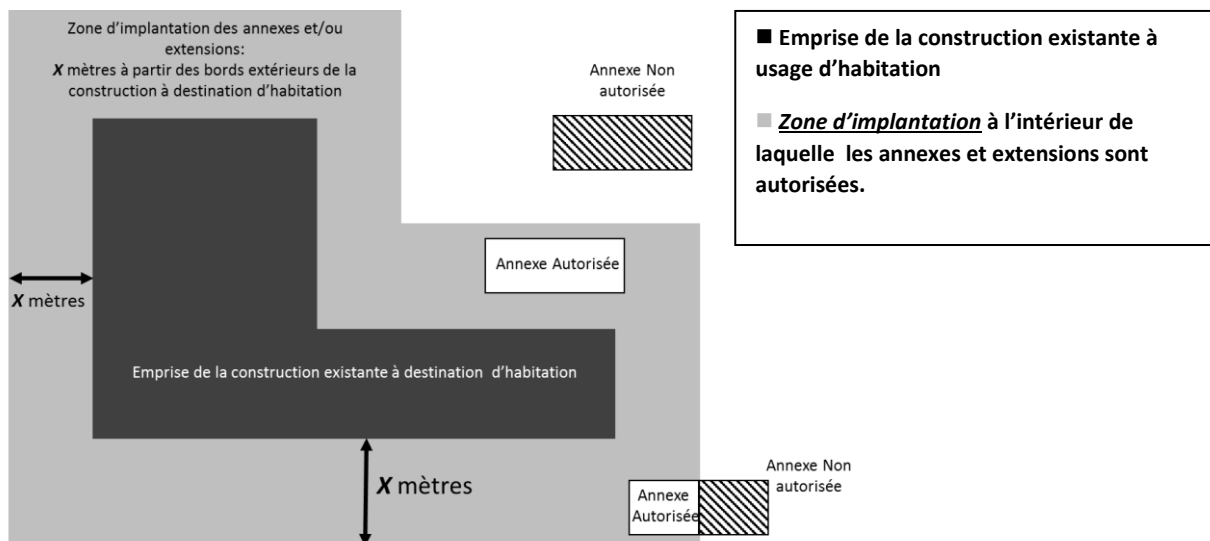 Zone d’implantation des annexes et/ou
extensions:
X mètres à partir des bords extérieurs de la
construction à destination d’habitation
Annexe Non
autorisée
■ Emprise de la construction existante à
usage d’habitation
■ Zone d’implantation à l’intérieur de
laquelle les annexes et extensions sont
autorisées.
Annexe Autorisée
X mètres
Emprise de la construction existante à destination d’habitation
X mètres
Annexe
Autorisée
Annexe Non
autorisée